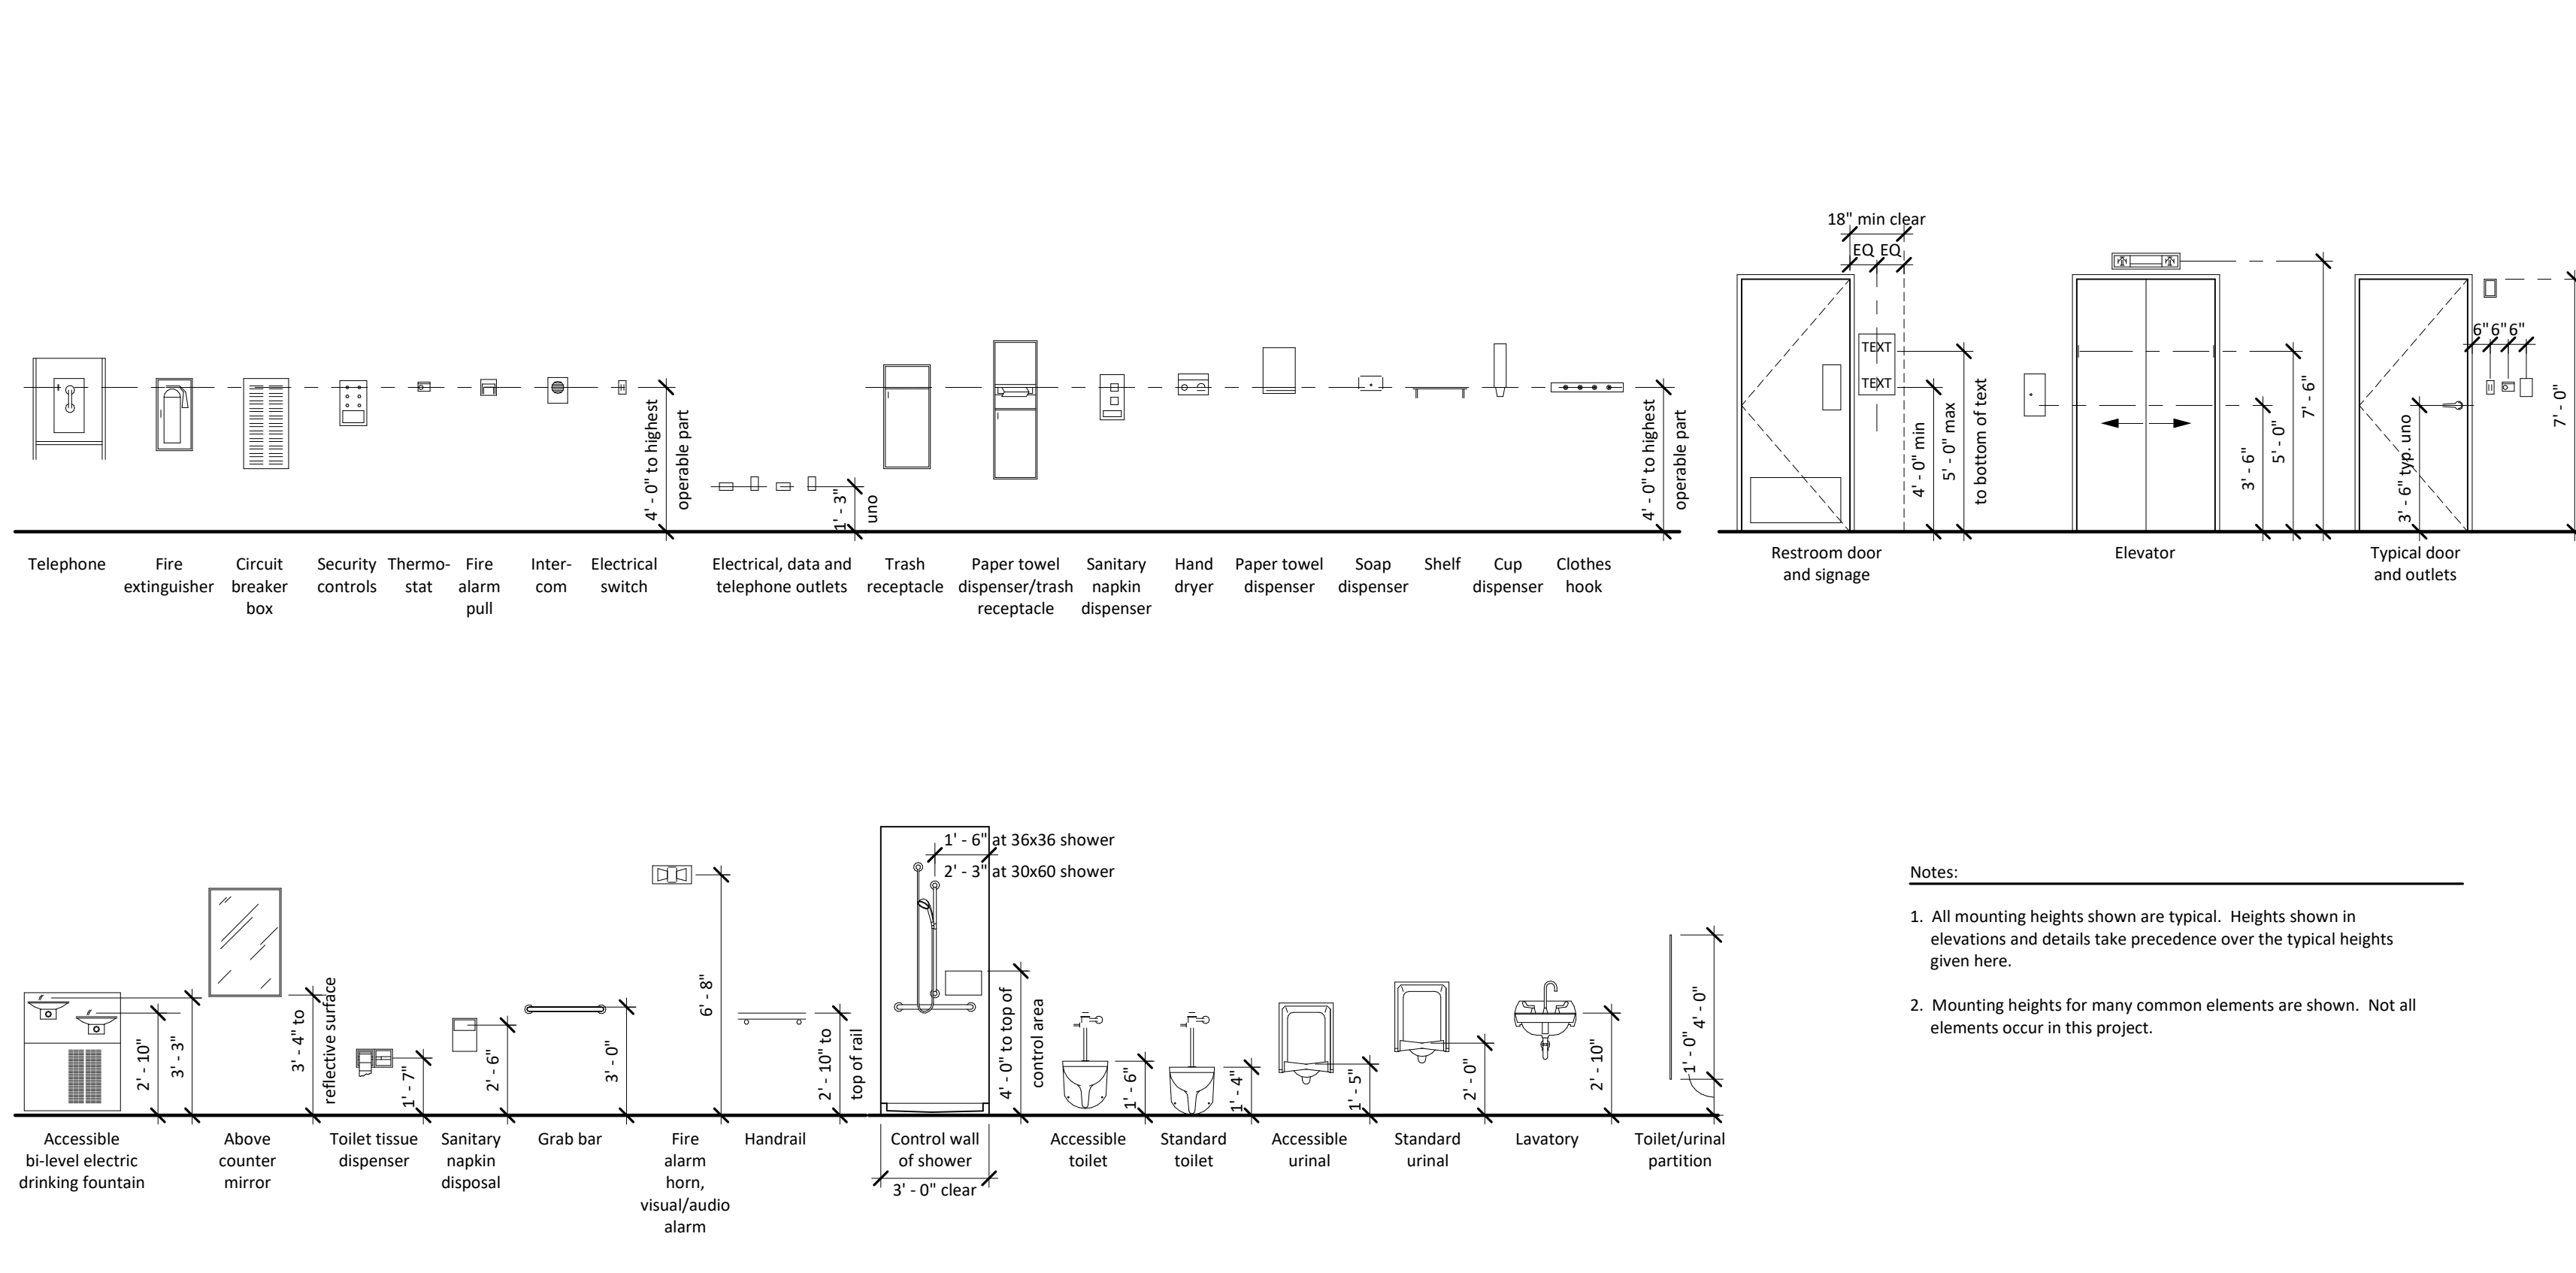 18" min clear
EQ EQ
TEXT
TEXT
6" 6" 6"
4' - 0" to highest
operable part
1' - 3"
uno
4' - 0" to highest
operable part
4' - 0" min
5' - 0" max
to bottom of text
3' - 6"
5' - 0"
7' - 6"
3' - 6" typ. uno
7' - 0"
Telephone
Fire
extinguisher
Circuit
breaker
box
Security
controls
Thermo-
stat
Fire
alarm
pull
Inter-
com
Electrical
switch
Electrical, data and
telephone outlets
Trash
receptacle
Paper towel
dispenser/trash
receptacle
Sanitary
napkin
dispenser
Hand
dryer
Paper towel
dispenser
Soap
dispenser
Shelf
Cup
dispenser
Clothes
hook
Restroom door
and signage
Elevator
Typical door
and outlets
1' - 6" at 36x36 shower
2' - 3" at 30x60 shower
2' - 10"
3' - 3"
3' - 4" to
reflective surface
1' - 7"
2' - 6"
3' - 0"
6' - 8"
2' - 10" to
top of rail
4' - 0" to top of
control area
1' - 6"
1' - 4"
1' - 5"
2' - 0"
2' - 10"
1' - 0"
4' - 0"
Accessible
bi-level electric
drinking fountain
Above
counter
mirror
Toilet tissue
dispenser
Sanitary
napkin
disposal
Grab bar
Fire
alarm
horn,
visual/audio
alarm
Handrail
Control wall
of shower
3' - 0" clear
Accessible
toilet
Standard
toilet
Accessible
urinal
Standard
urinal
Lavatory
Toilet/urinal
partition
Notes:
1. All mounting heights shown are typical. Heights shown in
elevations and details take precedence over the typical heights
given here.
2. Mounting heights for many common elements are shown. Not all
elements occur in this project.